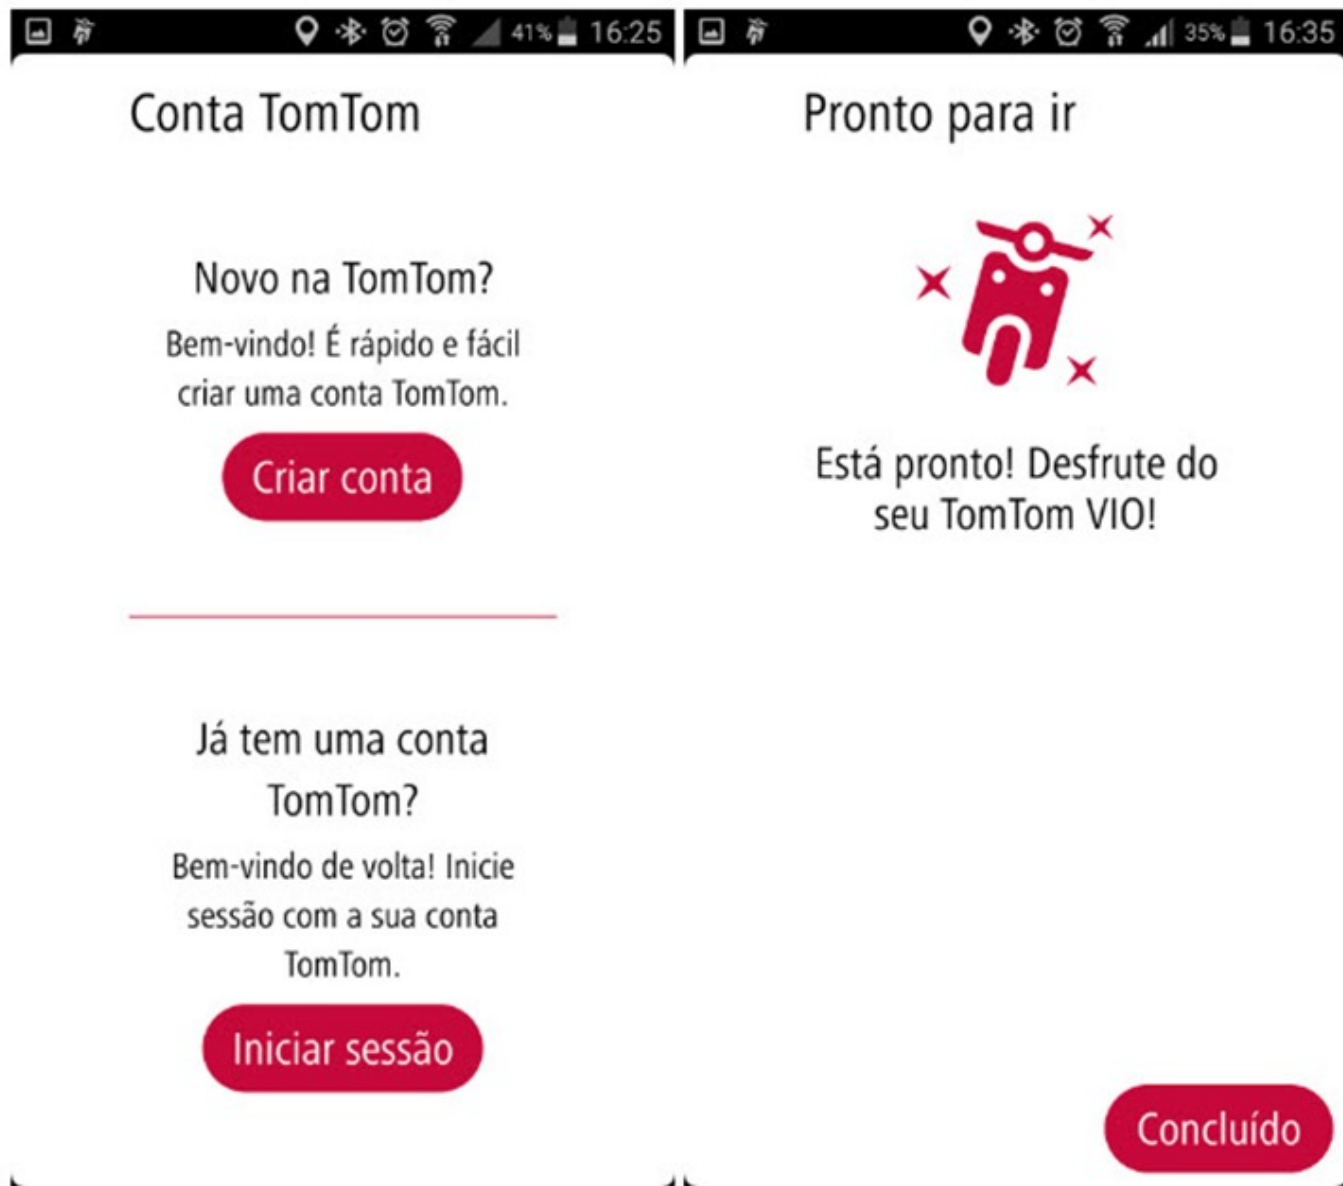 41% 16:25
Conta TomTom
Novo na TomTom?
Bem-vindo! É rápido e fácil
criar uma conta TomTom.
Criar conta
Já tem uma conta
TomTom?
Bem-vindo de volta! Inicie
sessão com a sua conta
TomTom.
Iniciar sessão
35% 16:35
Pronto para ir
Está pronto! Desfrute do
seu TomTom VIO!
Concluído